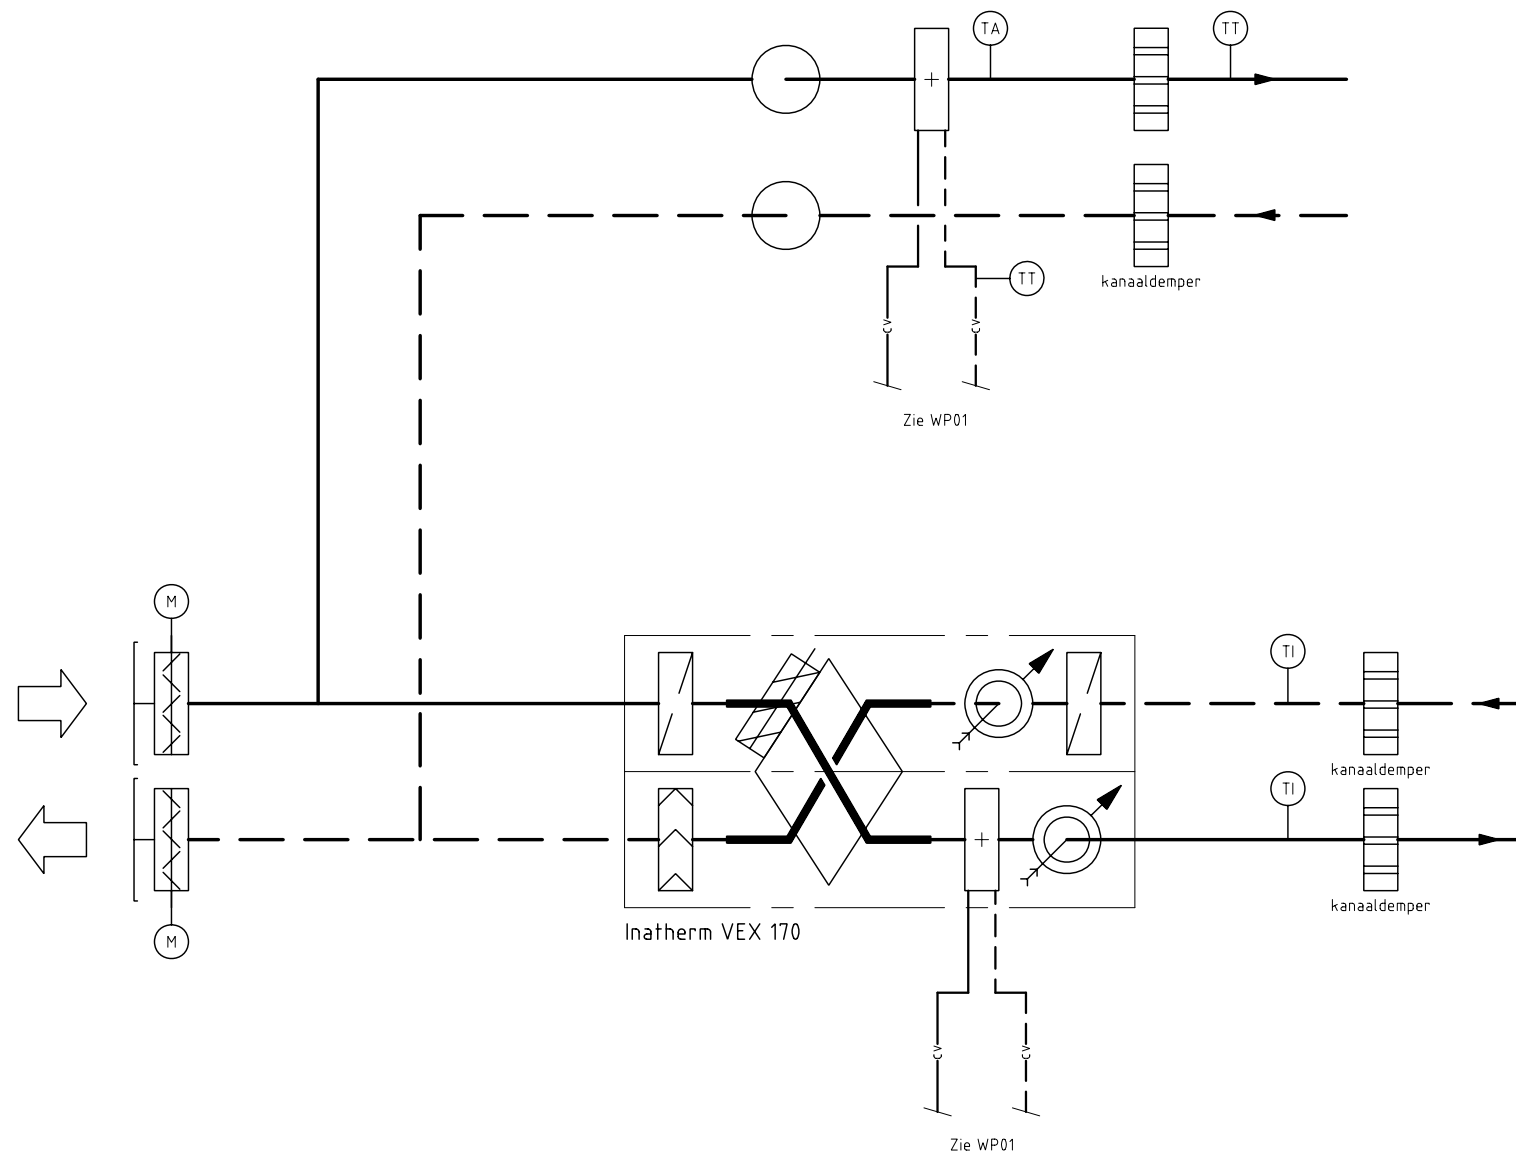 TA
TT
TT
kanaaldemper
CV
CV
Zie WP01
M
TI
kanaaldemper
TI
kanaaldemper
Inatherm VEX 170
M
CV
CV
Zie WP01